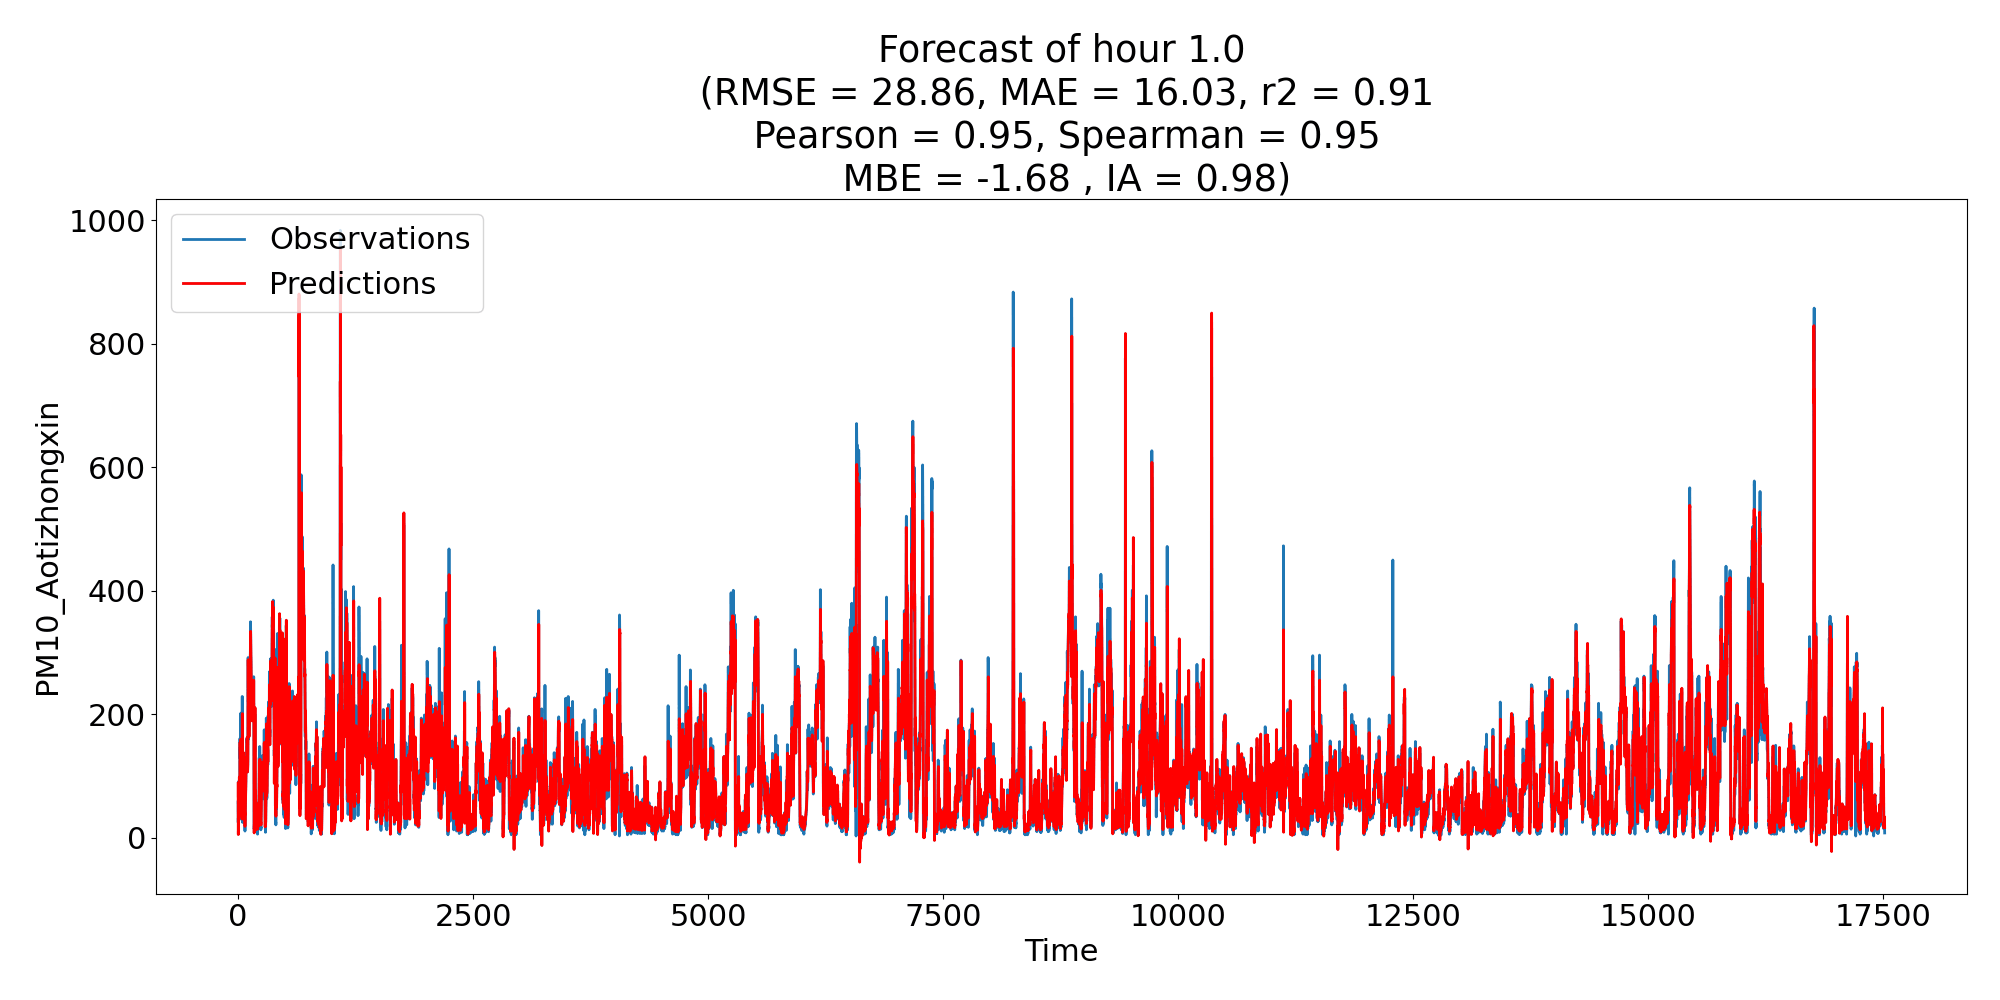 Forecast of hour 1.0
(RMSE = 28.86, MAE = 16.03, r2 = 0.91
Pearson = 0.95, Spearman = 0.95
MBE = -1.68 , IA = 0.98)
Observations
Predictions
PM10_Aotizhongxin
1000
800
600
400
200
0
0 2500 5000 7500 10000 12500 15000 17500
Time